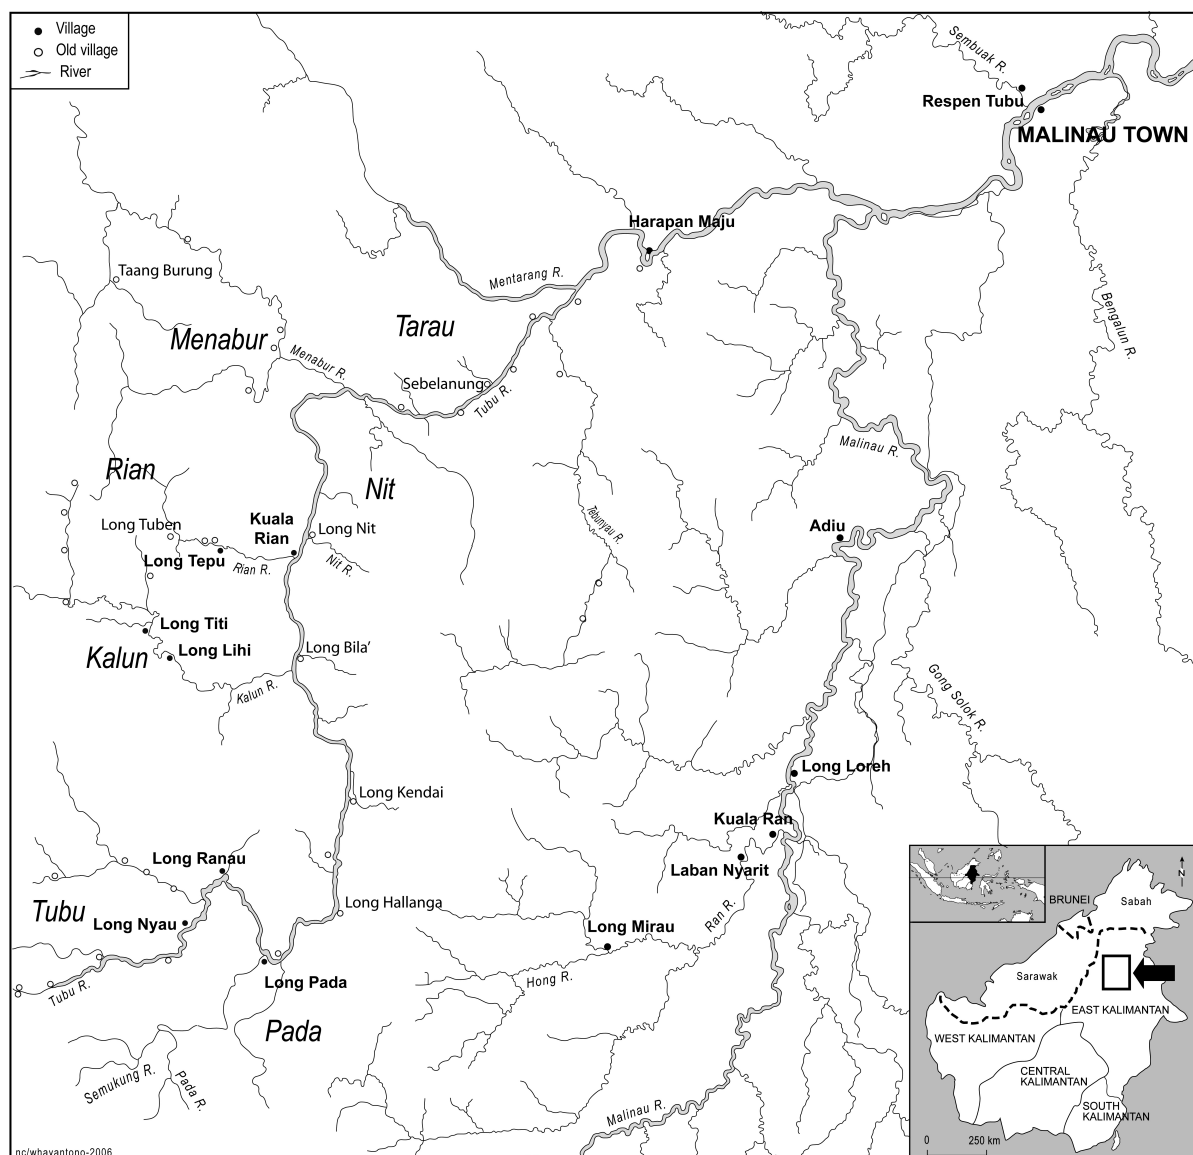 Village
Old village
River
Sembuak R.
Respen Tubu
MALINAU TOWN
Harapan Maju
Taang Burung
Mentarang R.
Tarau
Menabur
Menabur R.
Bengalun R.
Sebelanung
Tubu R.
Malinau R.
Rian
Nit
Long Tuben
Kuala
Rian
Long Nit
Tebunyau R.
Adiu
Long Tepu
Rian R.
Nit R.
Long Titi
Long Lihi
Kalun
Long Bila'
Kalun R.
Gong Solok R.
Long Loreh
Long Kendai
Kuala Ran
Long Ranau
Laban Nyarit
Tubu
Long Nyau
Long Hallanga
Long Mirau
Ran R.
Hong R.
Long Pada
Tubu R.
Pada
Semukung R.
Pada R.
Malinau R.
N
BRUNEI
Sabah
Sarawak
EAST KALIMANTAN
WEST KALIMANTAN
CENTRAL
KALIMANTAN
SOUTH
KALIMANTAN
0 250 km
nc/whayantono-2006